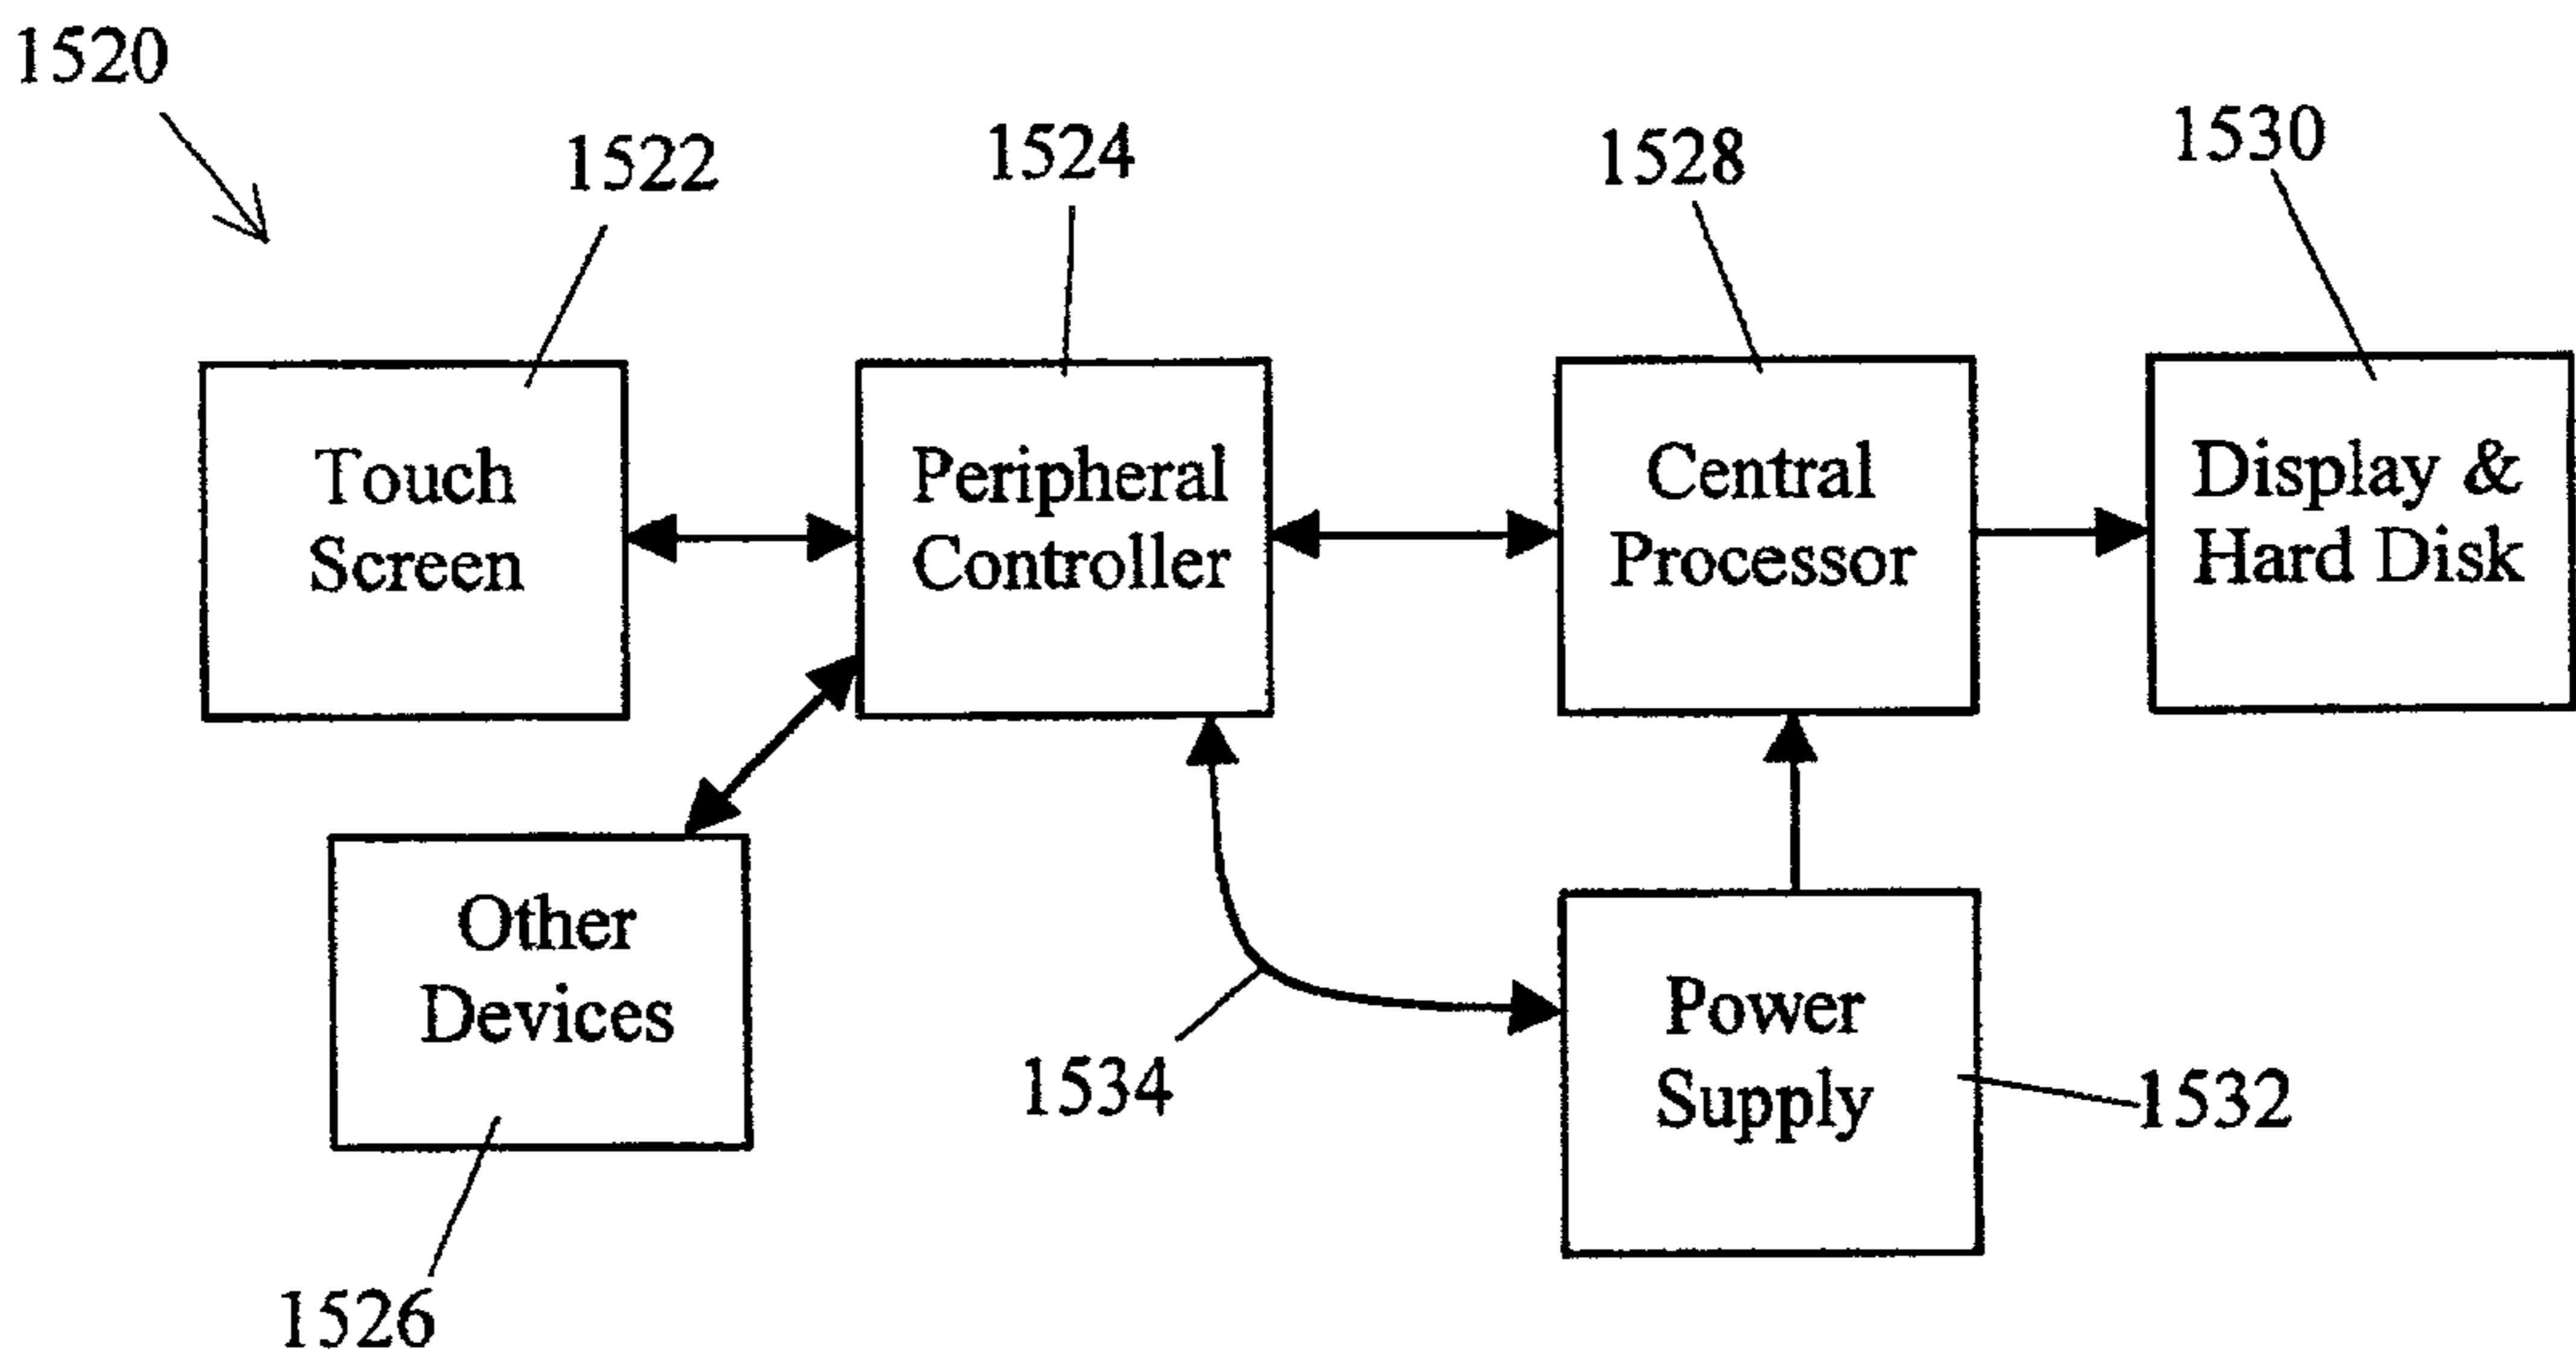 1520
1522
1524
1528
1530
Touch
Screen
Peripheral
Controller
Central
Processor
Display &
Hard Disk
Other
Devices
Power
Supply
1534
1532
1526